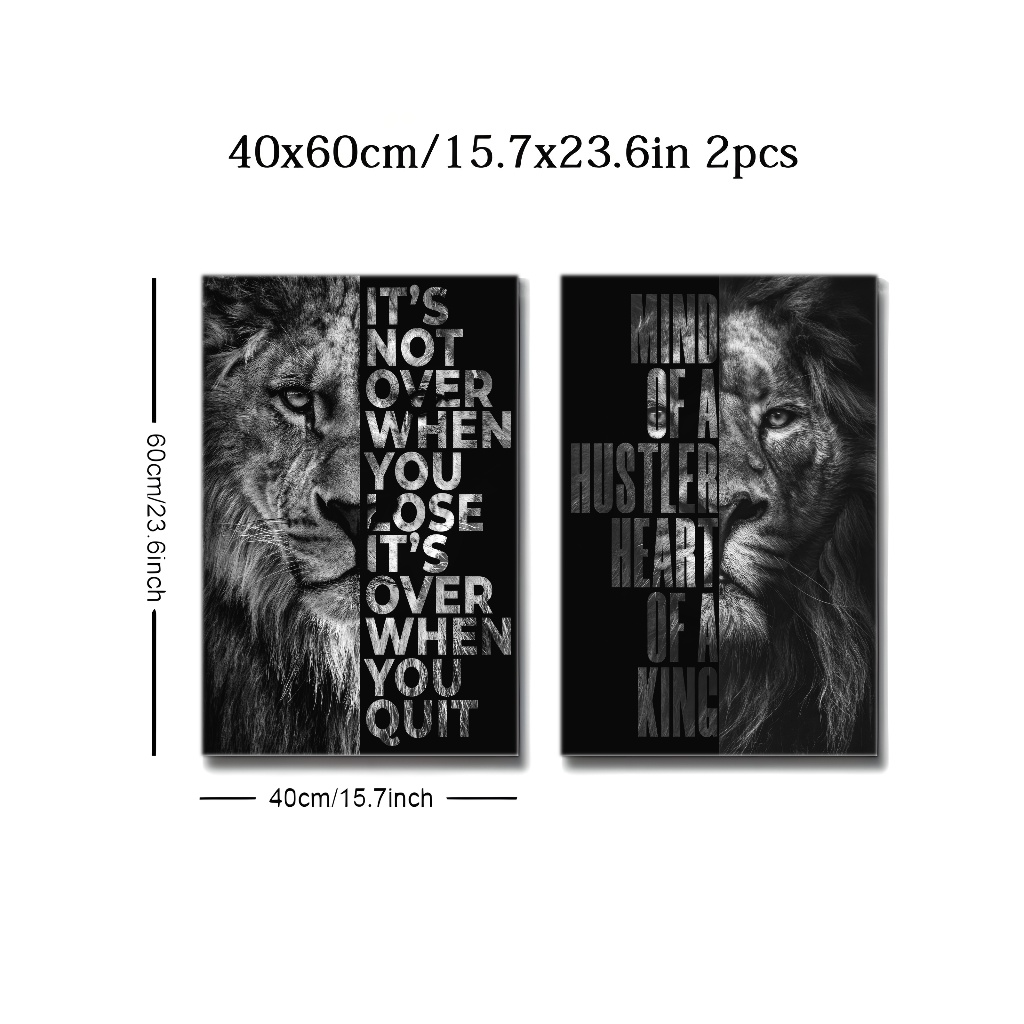 40x60cm/15.7x23.6in 2pcs
60cm/23.6inch
IT'S
NOT
OVER
WHEN
YOU
LOSE
IT'S
OVER
WHEN
YOU
QUIT
MIND
OF A
HUSTLER
HEART
OF A
KING
40cm/15.7inch